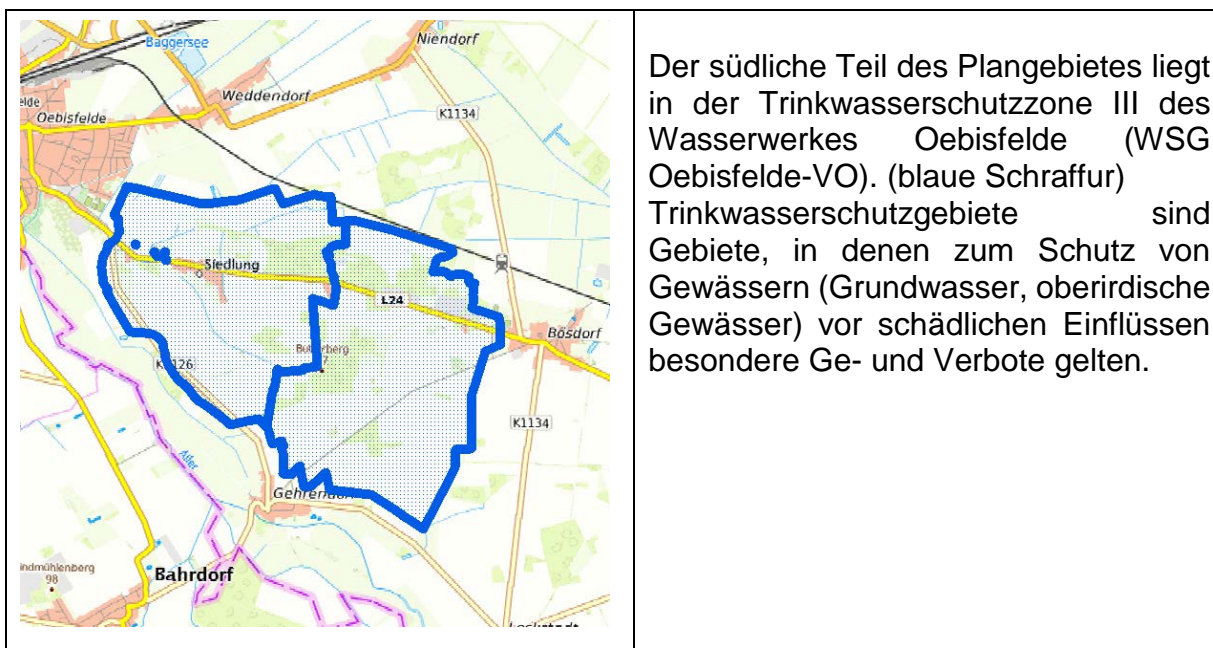 Baggersee
Niendorf
Weddendorf
elde
Oebisfelde
K1134
Siedlung
L24
Bösdorf
K1134
Aller
Bahrdorf
98
Der südliche Teil des Plangebietes liegt
in der Trinkwasserschutzzone III des
Wasserwerkes Oebisfelde (WSG
Oebisfelde-VO). (blaue Schraffur)
Trinkwasserschutzgebiete sind
Gebiete, in denen zum Schutz von
Gewässern (Grundwasser, oberirdische
Gewässer) vor schädlichen Einflüssen
besondere Ge- und Verbote gelten.